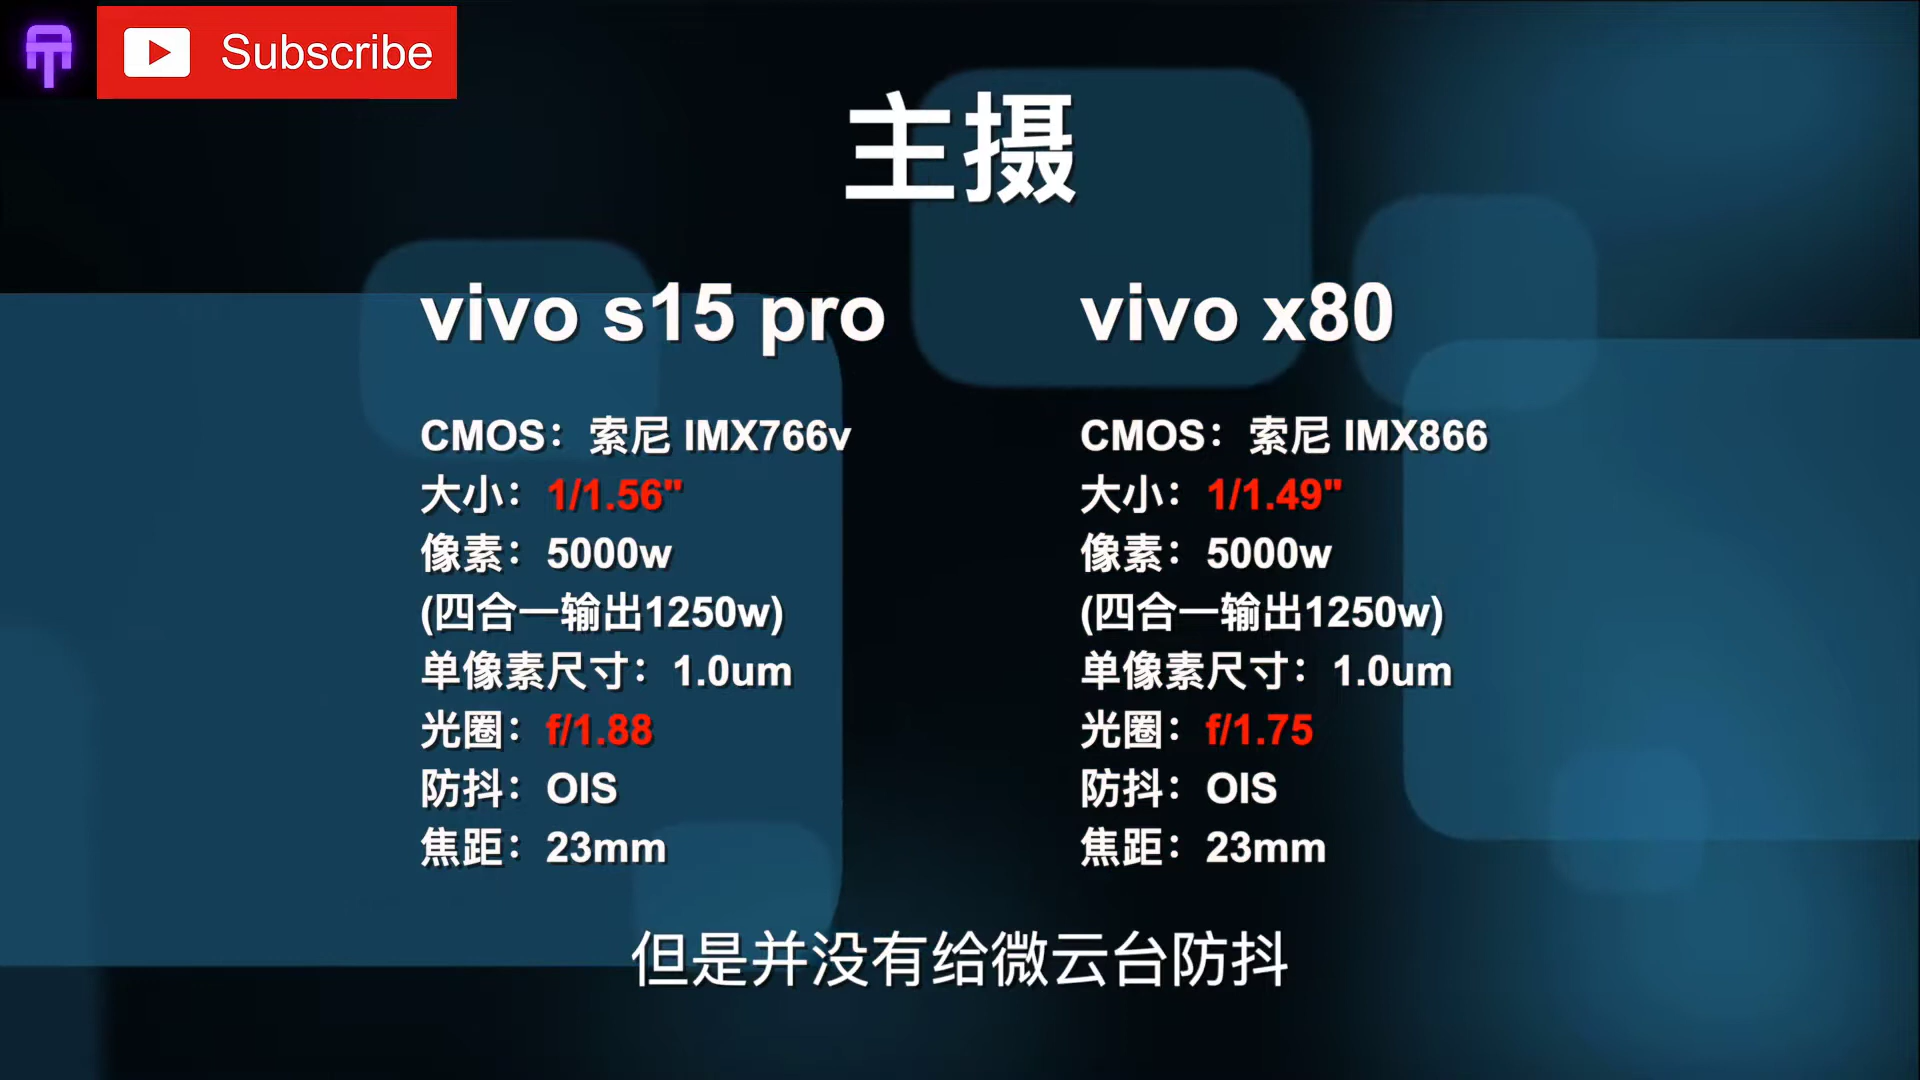 Subscribe
主摄
vivo s15 pro
CMOS：索尼 IMX766v
大小：1/1.56"
像素：5000w
(四合一输出1250w)
单像素尺寸：1.0um
光圈：f/1.88
防抖：OIS
焦距：23mm
vivo x80
CMOS：索尼 IMX866
大小：1/1.49"
像素：5000w
(四合一输出1250w)
单像素尺寸：1.0um
光圈：f/1.75
防抖：OIS
焦距：23mm
但是并没有给微云台防抖